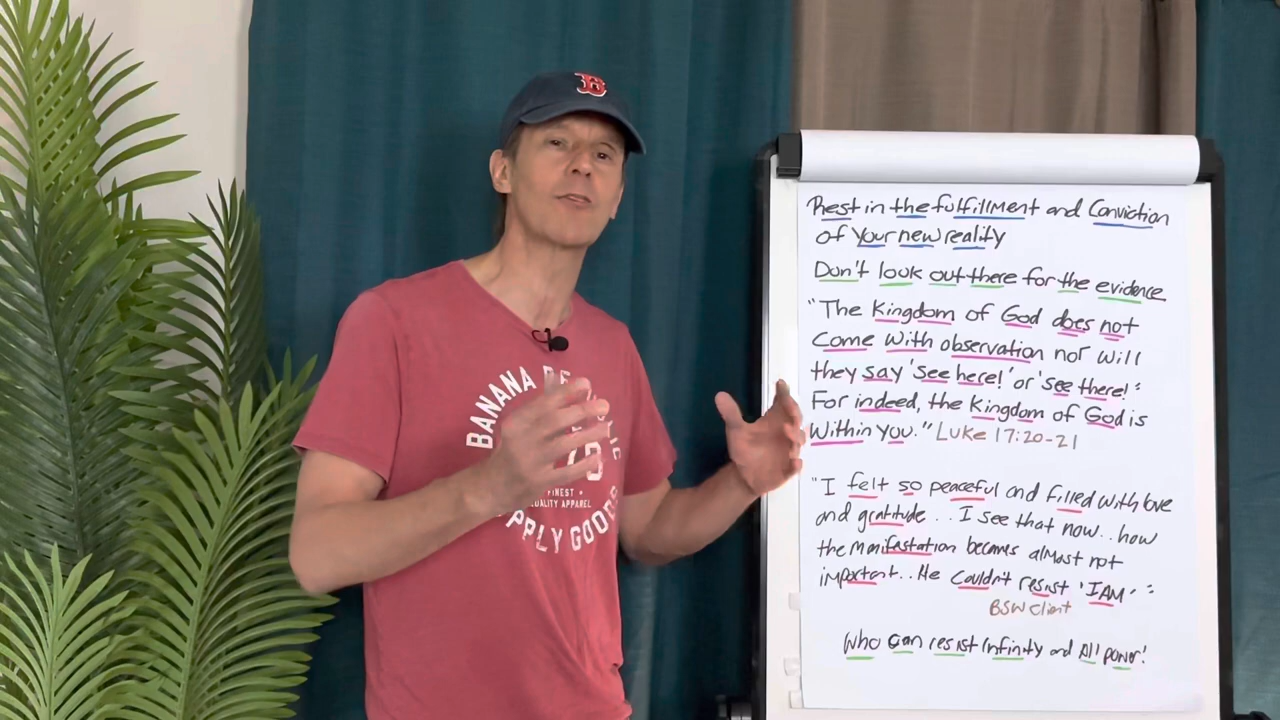 B
BANANA RE
FINEST
QUALITY APPAREL
PPLY GOODS
Rest in the fulfillment and Conviction
of Your new reality
Don't look out there for the evidence
"The Kingdom of God does not
Come With observation nor will
they say 'see here!' or 'see there!'
For indeed, the Kingdom of God is
Within You." Luke 17:20-21
"I felt so peaceful and filled with love
and gratitude.. I see that now.. how
the manifastation becomes almost not
important.. He Couldn't resist 'I AM'"
BSW Client
Who can resist Infinity and All power!